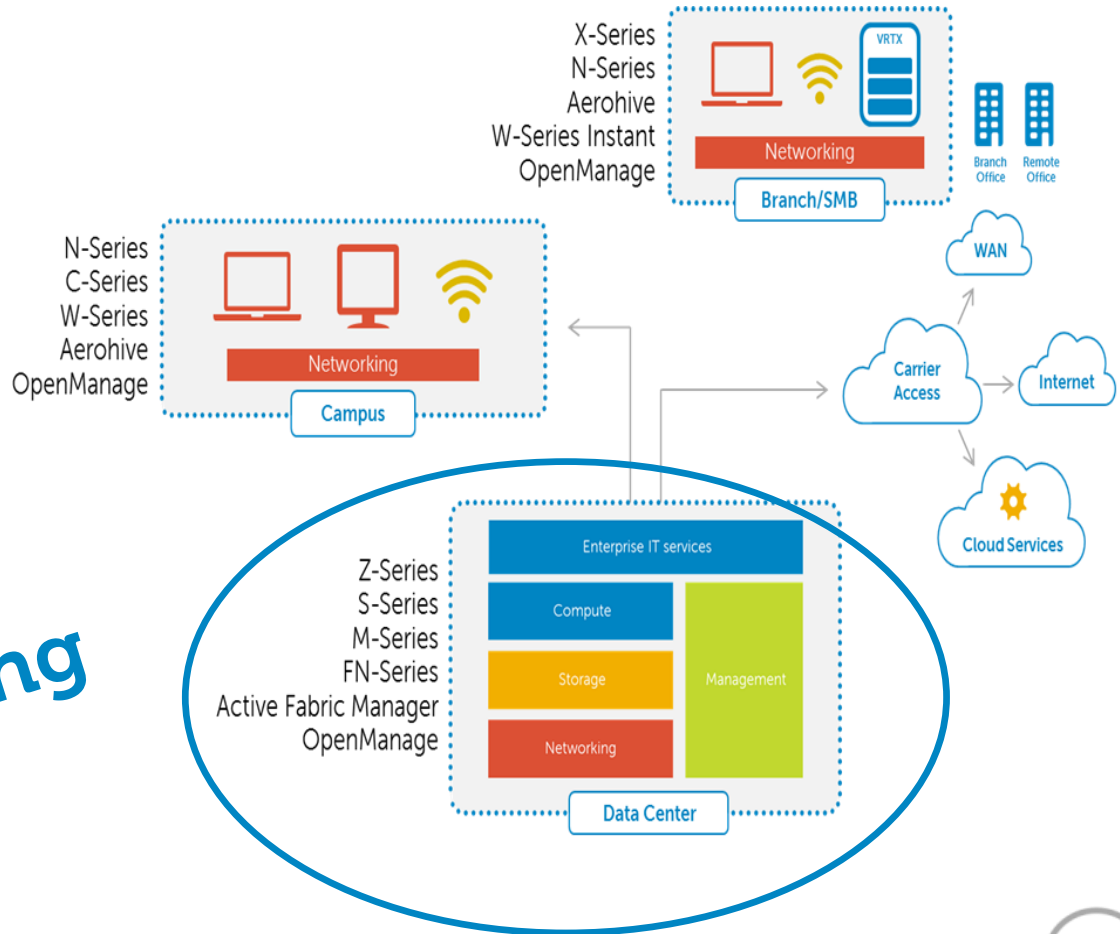 X-Series
N-Series
Aerohive
W-Series Instant
OpenManage
VRTX
Networking
Branch/SMB
Branch
Office
Remote
Office
WAN
N-Series
C-Series
W-Series
Aerohive
OpenManage
Networking
Campus
Carrier
Access
Internet
Cloud Services
Z-Series
S-Series
M-Series
FN-Series
Active Fabric Manager
OpenManage
Enterprise IT services
Compute
Storage
Networking
Management
Data Center
ng